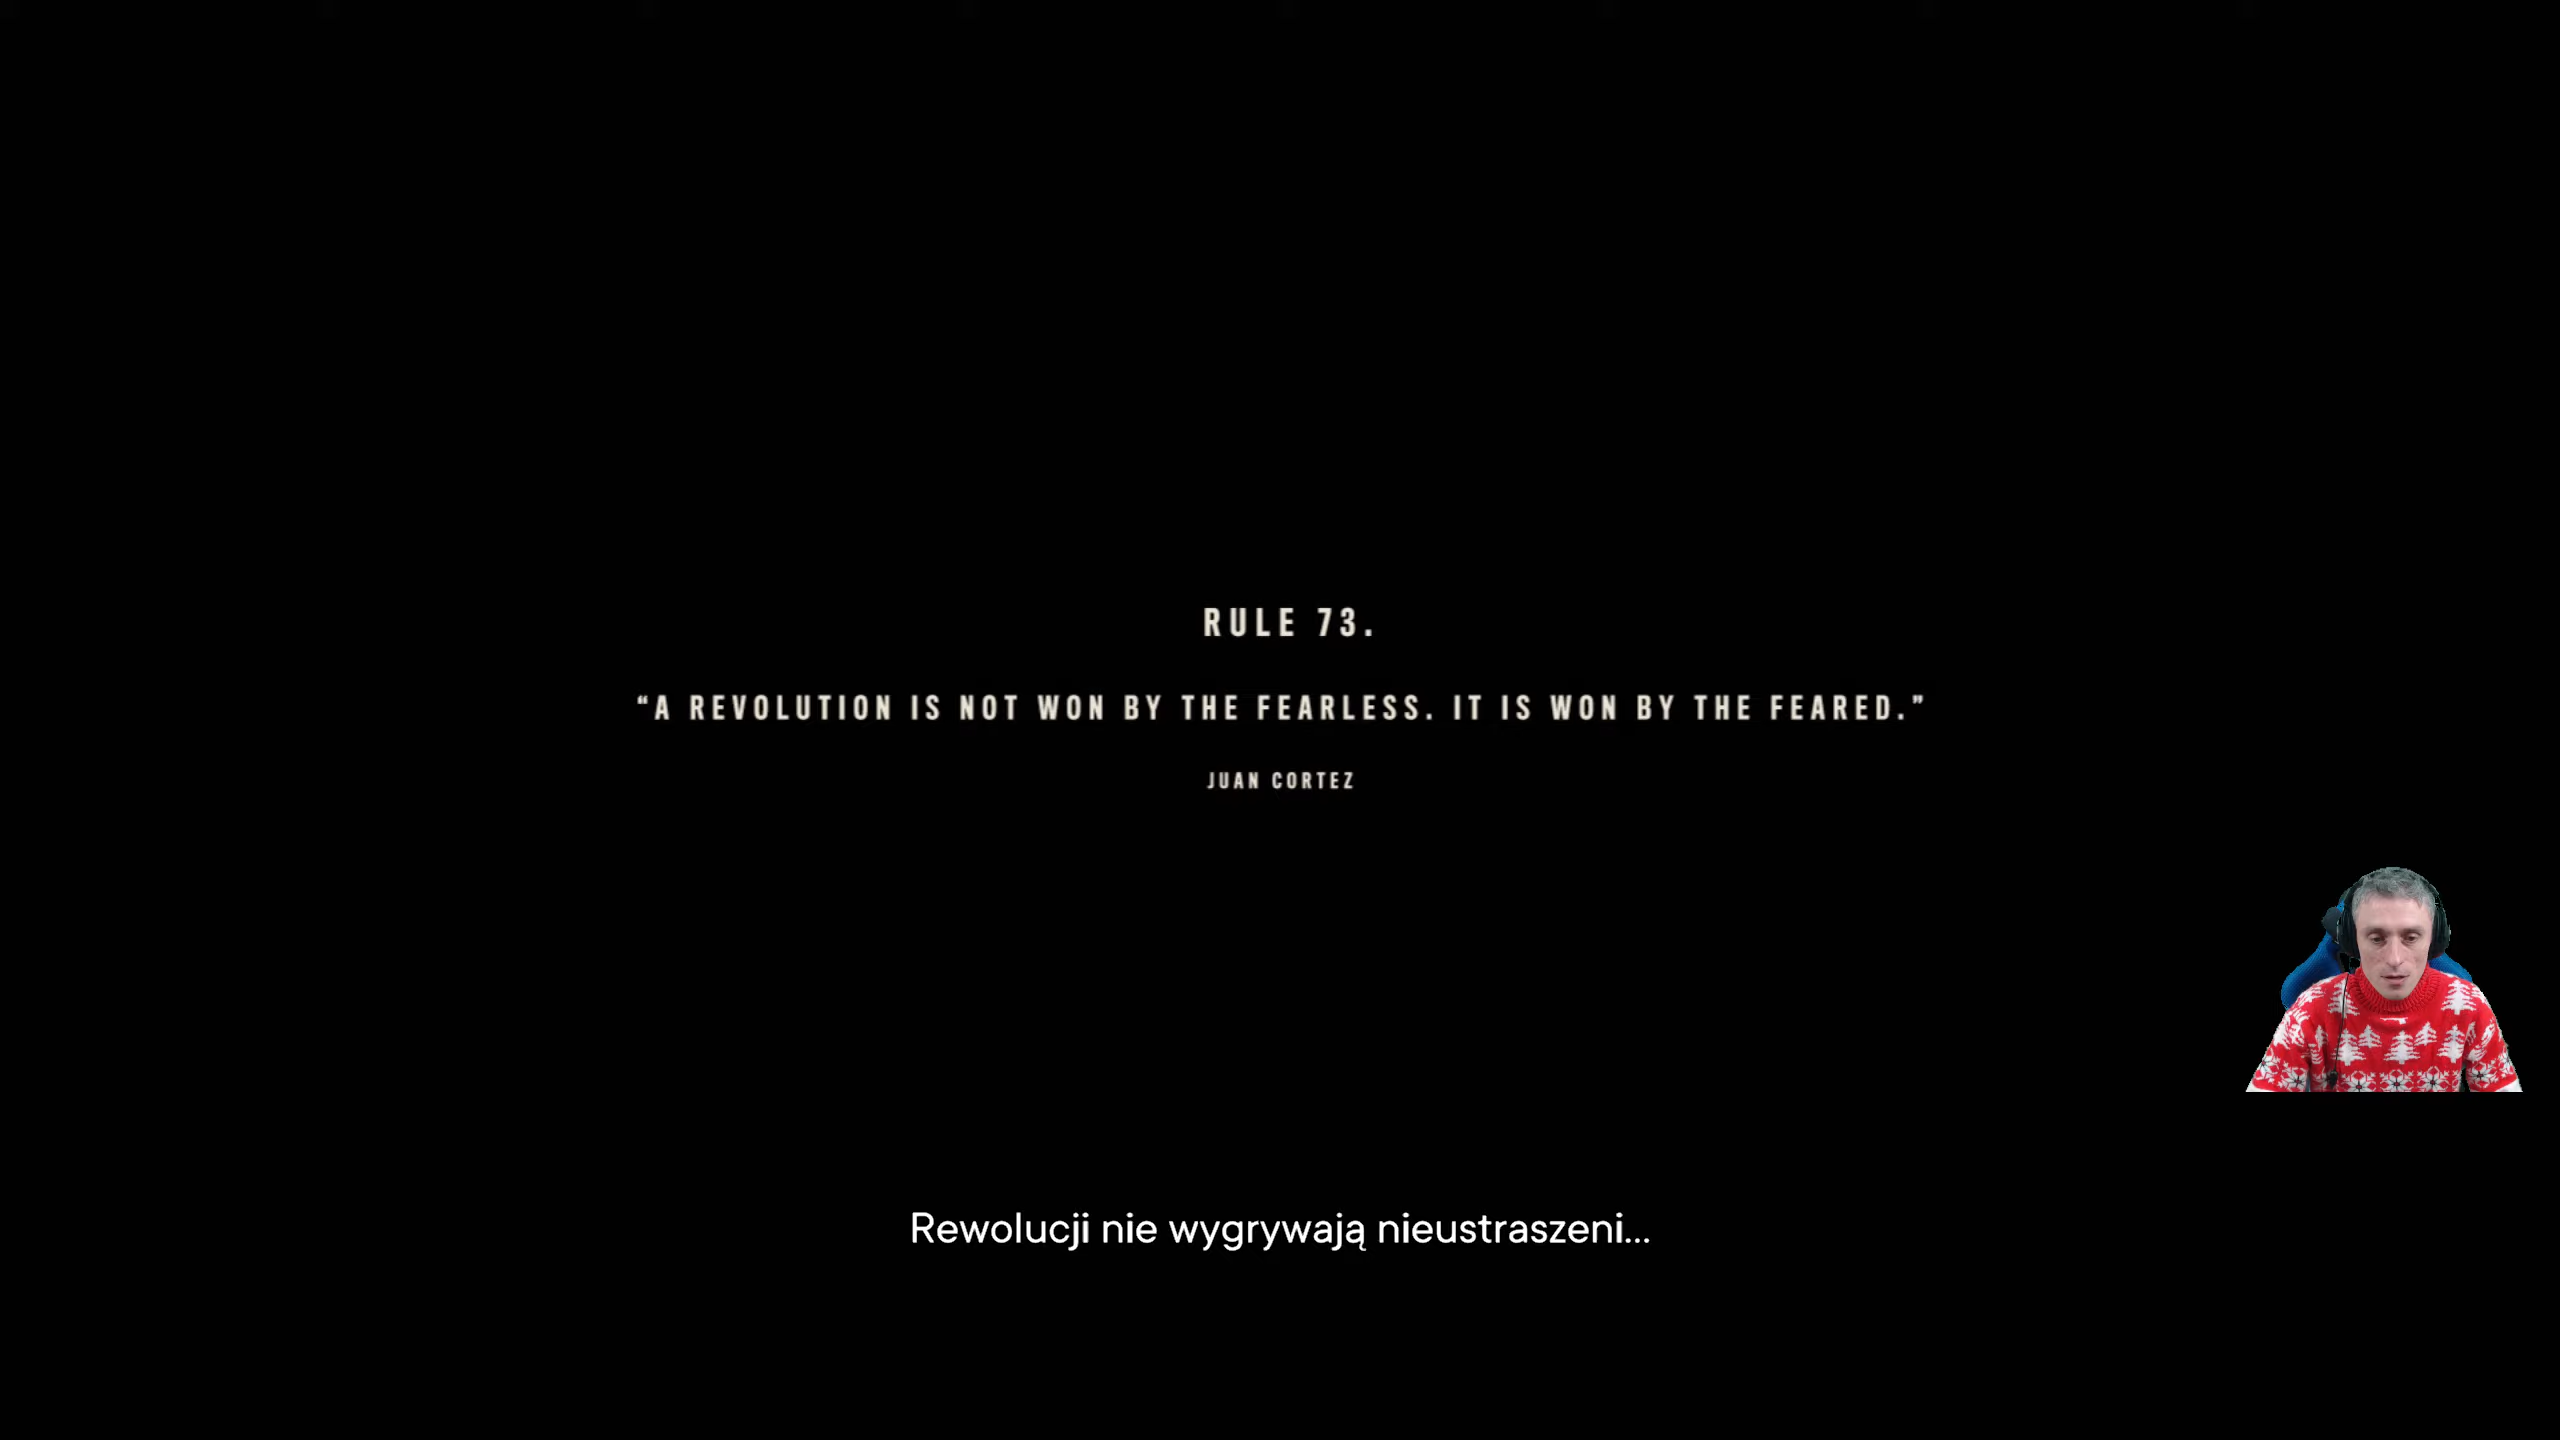 RULE 73.
“A REVOLUTION IS NOT WON BY THE FEARLESS. IT IS WON BY THE FEARED.”
JUAN CORTEZ
Rewolucji nie wygrywają nieustraszeni...